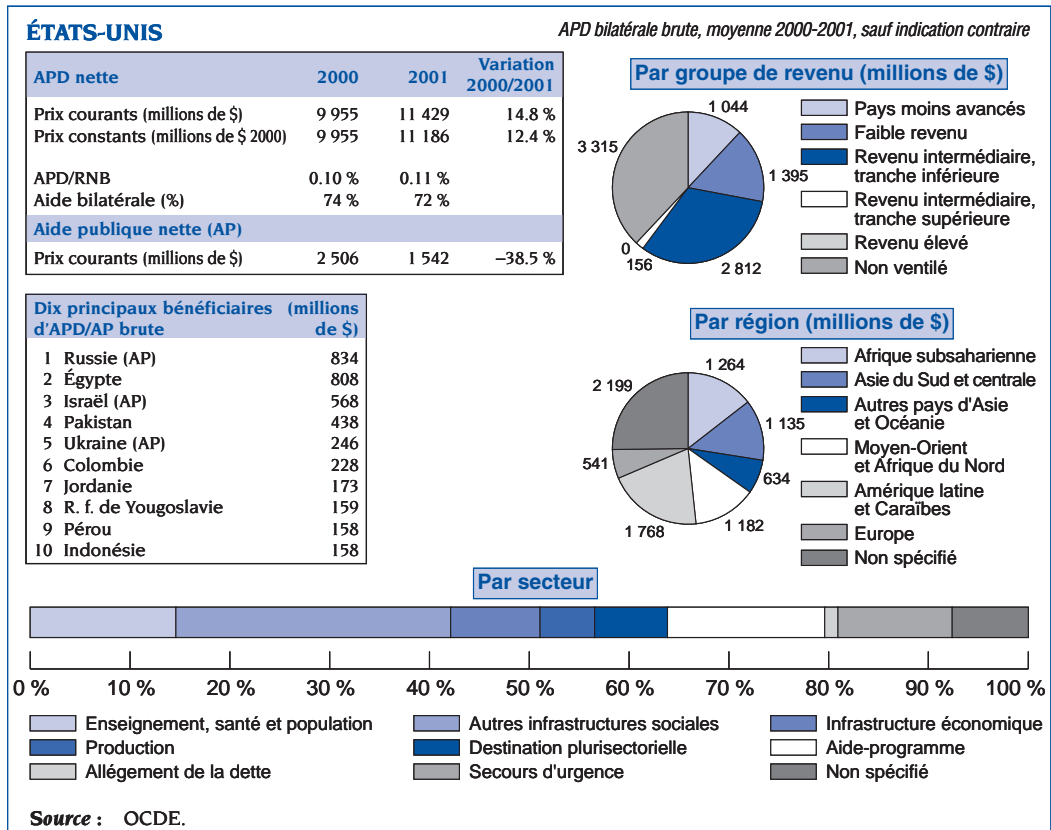 ÉTATS-UNIS
APD bilatérale brute, moyenne 2000-2001, sauf indication contraire
APD nette 2000 2001 Variation 2000/2001
Prix courants (millions de $) 9 955 11 429 14.8 %
Prix constants (millions de $ 2000) 9 955 11 186 12.4 %
APD/RNB 0.10 % 0.11 %
Aide bilatérale (%) 74 % 72 %
Aide publique nette (AP)
Prix courants (millions de $) 2 506 1 542 –38.5 %
Par groupe de revenu (millions de $)
1 044
3 315
1 395
0
156
2 812
Pays moins avancés
Faible revenu
Revenu intermédiaire,
tranche inférieure
Revenu intermédiaire,
tranche supérieure
Revenu élevé
Non ventilé
Dix principaux bénéficiaires (millions
d'APD/AP brute de $)
1 Russie (AP) 834
2 Égypte 808
3 Israël (AP) 568
4 Pakistan 438
5 Ukraine (AP) 246
6 Colombie 228
7 Jordanie 173
8 R. f. de Yougoslavie 159
9 Pérou 158
10 Indonésie 158
Par région (millions de $)
1 264
2 199
1 135
541
634
1 768
1 182
Afrique subsaharienne
Asie du Sud et centrale
Autres pays d'Asie
et Océanie
Moyen-Orient
et Afrique du Nord
Amérique latine
et Caraïbes
Europe
Non spécifié
Par secteur
0 % 10 % 20 % 30 % 40 % 50 % 60 % 70 % 80 % 90 % 100 %
Enseignement, santé et population Autres infrastructures sociales Infrastructure économique
Production Destination plurisectorielle Aide-programme
Allégement de la dette Secours d'urgence Non spécifié
Source : OCDE.